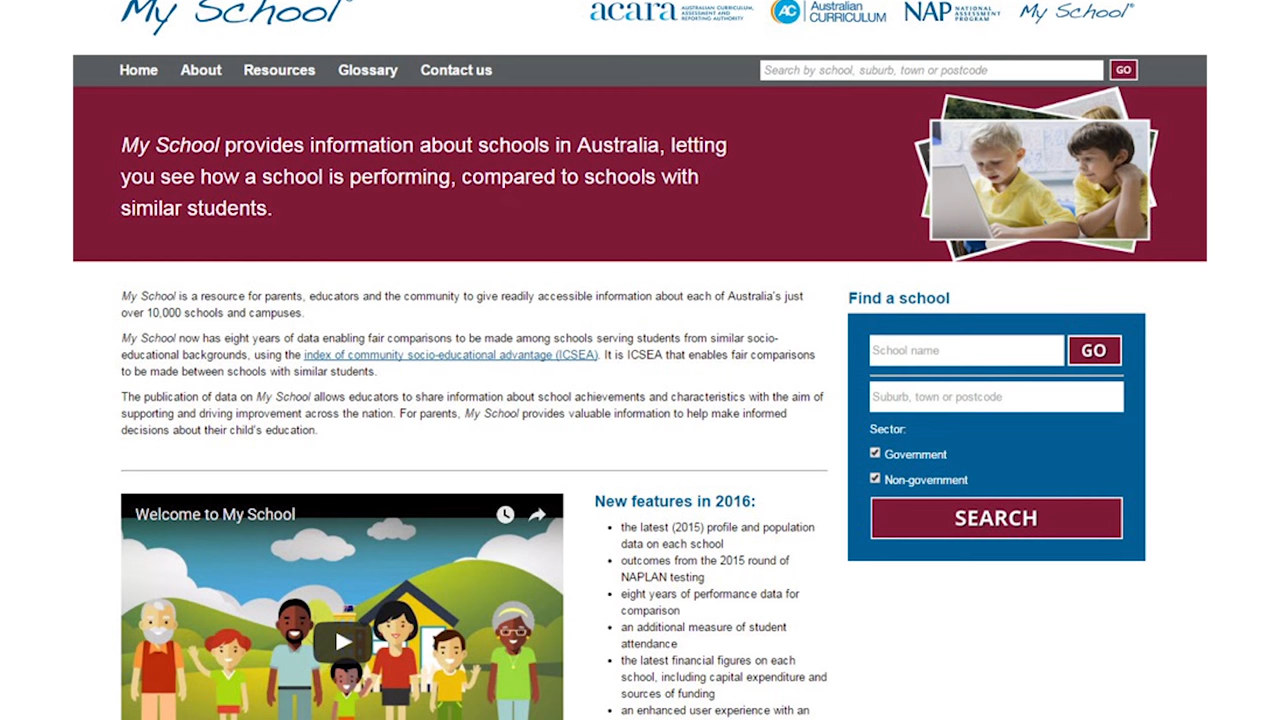 My School
acara AUSTRALIAN CURRICULUM, ASSESSMENT AND REPORTING AUTHORITY
AC Australian CURRICULUM
NAP NATIONAL ASSESSMENT PROGRAM
My School
Home About Resources Glossary Contact us
Search by school, suburb, town or postcode GO
My School provides information about schools in Australia, letting
you see how a school is performing, compared to schools with
similar students.
My School is a resource for parents, educators and the community to give readily accessible information about each of Australia's just
over 10,000 schools and campuses.
My School now has eight years of data enabling fair comparisons to be made among schools serving students from similar socio-
educational backgrounds, using the index of community socio-educational advantage (ICSEA). It is ICSEA that enables fair comparisons
to be made between schools with similar students.
The publication of data on My School allows educators to share information about school achievements and characteristics with the aim of
supporting and driving improvement across the nation. For parents, My School provides valuable information to help make informed
decisions about their child's education.
Find a school
School name GO
Suburb, town or postcode
Sector:
Government
Non-government
SEARCH
Welcome to My School
New features in 2016:
• the latest (2015) profile and population
data on each school
• outcomes from the 2015 round of
NAPLAN testing
• eight years of performance data for
comparison
• an additional measure of student
attendance
• the latest financial figures on each
school, including capital expenditure and
sources of funding
• an enhanced user experience with an